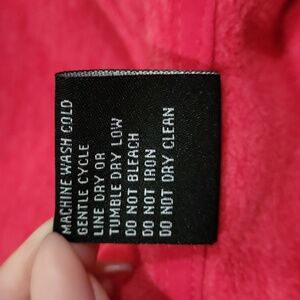 MACHINE WASH COLD
GENTLE CYCLE
LINE DRY OR
TUMBLE DRY LOW
DO NOT BLEACH
DO NOT IRON
DO NOT DRY CLEAN